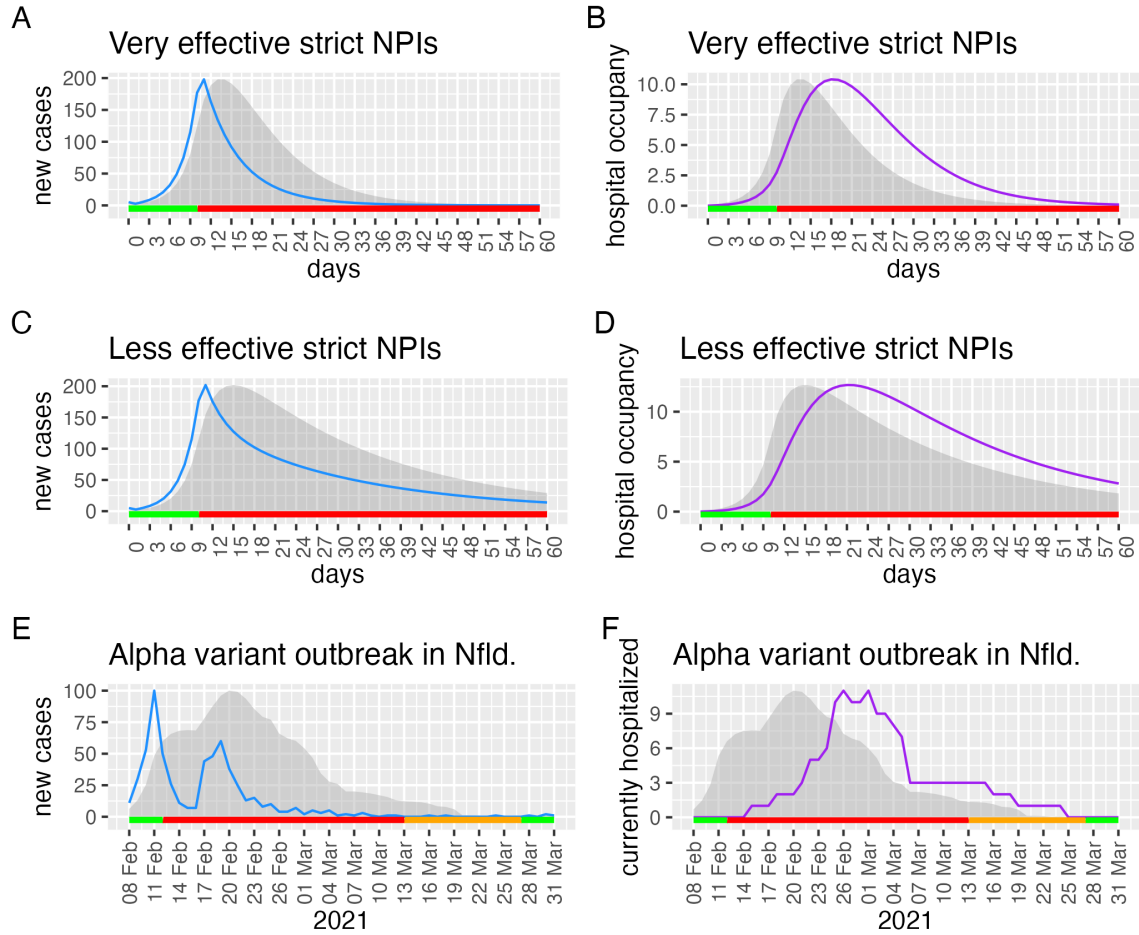 A
Very effective strict NPIs
new cases
200
150
100
50
0
0 3 6 9 12 15 18 21 24 27 30 33 36 39 42 45 48 51 54 57 60
days
B
Very effective strict NPIs
hospital occupany
10.0
7.5
5.0
2.5
0.0
0 3 6 9 12 15 18 21 24 27 30 33 36 39 42 45 48 51 54 57 60
days
C
Less effective strict NPIs
new cases
200
150
100
50
0
0 3 6 9 12 15 18 21 24 27 30 33 36 39 42 45 48 51 54 57 60
days
D
Less effective strict NPIs
hospital occupancy
10
5
0
0 3 6 9 12 15 18 21 24 27 30 33 36 39 42 45 48 51 54 57 60
days
E
Alpha variant outbreak in Nfld.
new cases
100
75
50
25
0
08 Feb
11 Feb
14 Feb
17 Feb
20 Feb
23 Feb
26 Feb
01 Mar
04 Mar
07 Mar
10 Mar
13 Mar
16 Mar
19 Mar
22 Mar
25 Mar
28 Mar
31 Mar
2021
F
Alpha variant outbreak in Nfld.
currently hospitalized
9
6
3
0
08 Feb
11 Feb
14 Feb
17 Feb
20 Feb
23 Feb
26 Feb
01 Mar
04 Mar
07 Mar
10 Mar
13 Mar
16 Mar
19 Mar
22 Mar
25 Mar
28 Mar
31 Mar
2021